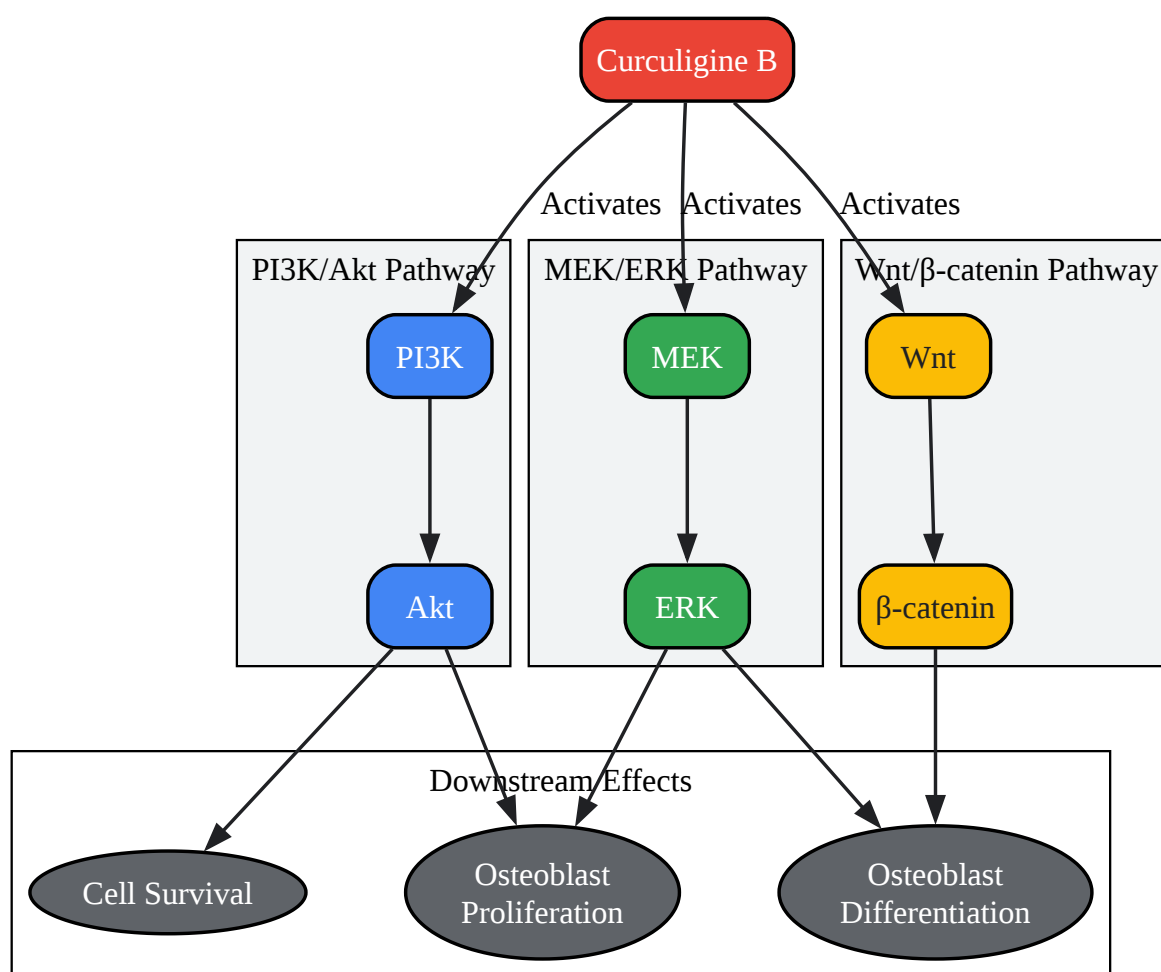 Curculigine B
Activates
Activates
Activates
PI3K/Akt Pathway
MEK/ERK Pathway
Wnt/β-catenin Pathway
PI3K
MEK
Wnt
Akt
ERK
β-catenin
Downstream Effects
Cell Survival
Osteoblast
Proliferation
Osteoblast
Differentiation